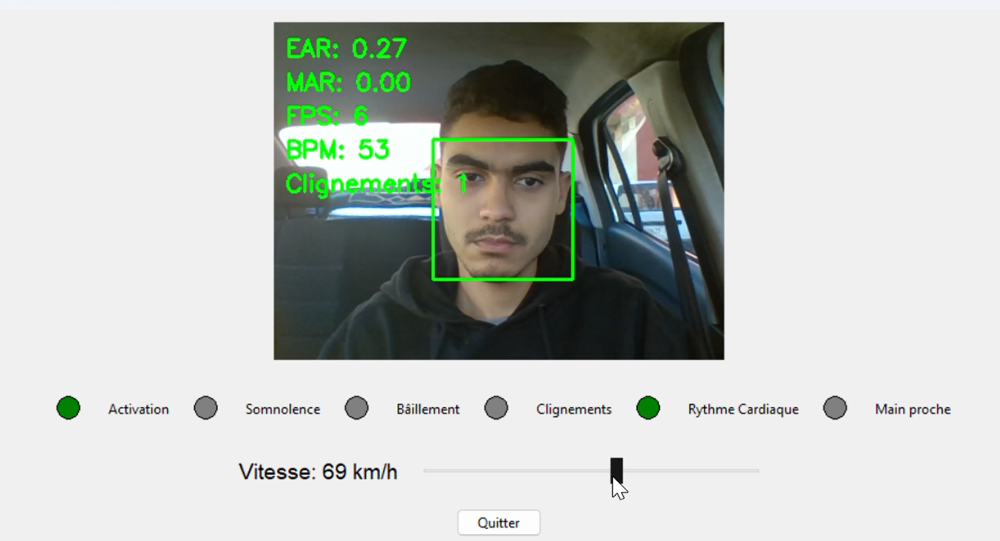 EAR: 0.27
MAR: 0.00
FPS: 6
BPM: 53
Clignements: 1
Activation
Somnolence
Bâillement
Clignements
Rythme Cardiaque
Main proche
Vitesse: 69 km/h
Quitter